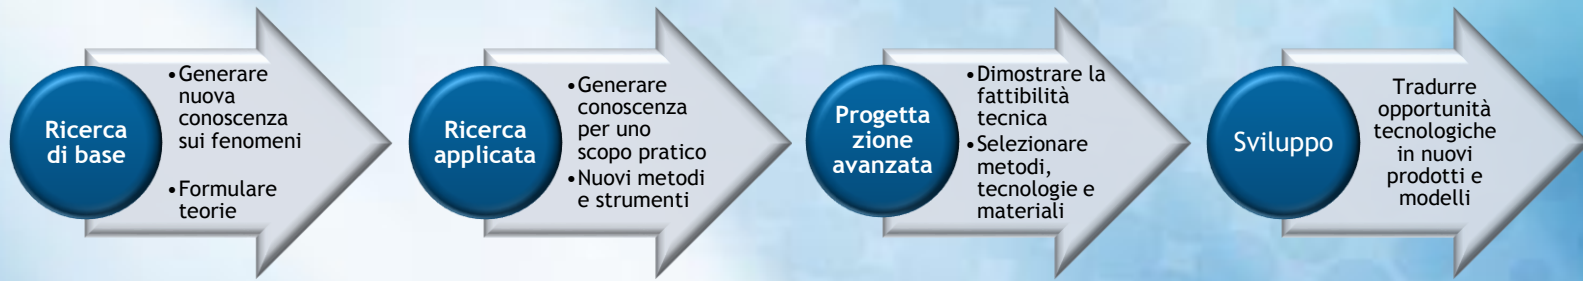 Ricerca
di base
•Generare
nuova
conoscenza
sui fenomeni
•Formulare
teorie
Ricerca
applicata
•Generare
conoscenza
per uno
scopo pratico
•Nuovi metodi
e strumenti
Progetta
zione
avanzata
•Dimostrare la
fattibilità
tecnica
•Selezionare
metodi,
tecnologie e
materiali
Sviluppo
Tradurre
opportunità
tecnologiche
in nuovi
prodotti e
modelli